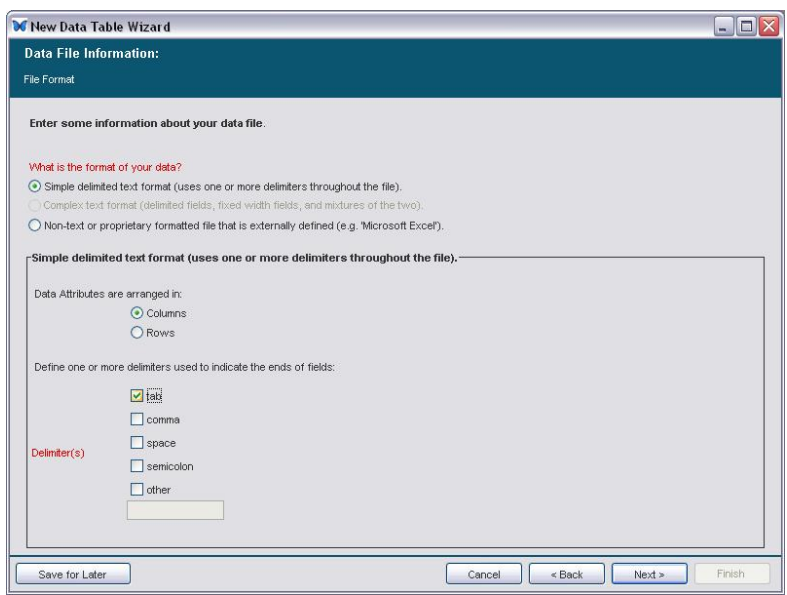 New Data Table Wizard
Data File Information:
File Format
Enter some information about your data file.
What is the format of your data?
Simple delimited text format (uses one or more delimiters throughout the file).
Complex text format (delimited fields, fixed width fields, and mixtures of the two).
Non-text or proprietary formatted file that is externally defined (e.g. 'Microsoft Excel').
Simple delimited text format (uses one or more delimiters throughout the file).
Data Attributes are arranged in:
Columns
Rows
Define one or more delimiters used to indicate the ends of fields:
tab
comma
space
Delimiter(s)
semicolon
other
Save for Later
Cancel
< Back
Next >
Finish